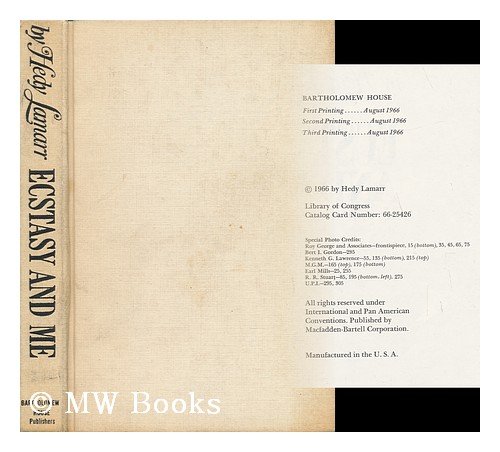 by Hedy Lamarr ECSTASY AND ME
BARTHOLOMEW
HOUSE
Publishers
© MW Books
BARTHOLOMEW HOUSE
First Printing......August 1966
Second Printing......August 1966
Third Printing......August 1966
© 1966 by Hedy Lamarr
Library of Congress
Catalog Card Number: 66-25426
Special Photo Credits:
Roy George and Associates—frontispiece, 15 (bottom), 35, 45, 65, 75
Bert I. Gordon—295
Kenneth G. Lawrence—55, 135 (bottom), 215 (top)
M.G.M.—165 (top), 175 (bottom)
Earl Mills—25, 235
R. R. Stuart—85, 195 (bottom, left), 275
U.P.I.—295, 305
All rights reserved under
International and Pan American
Conventions. Published by
Macfadden-Bartell Corporation.
Manufactured in the U. S. A.